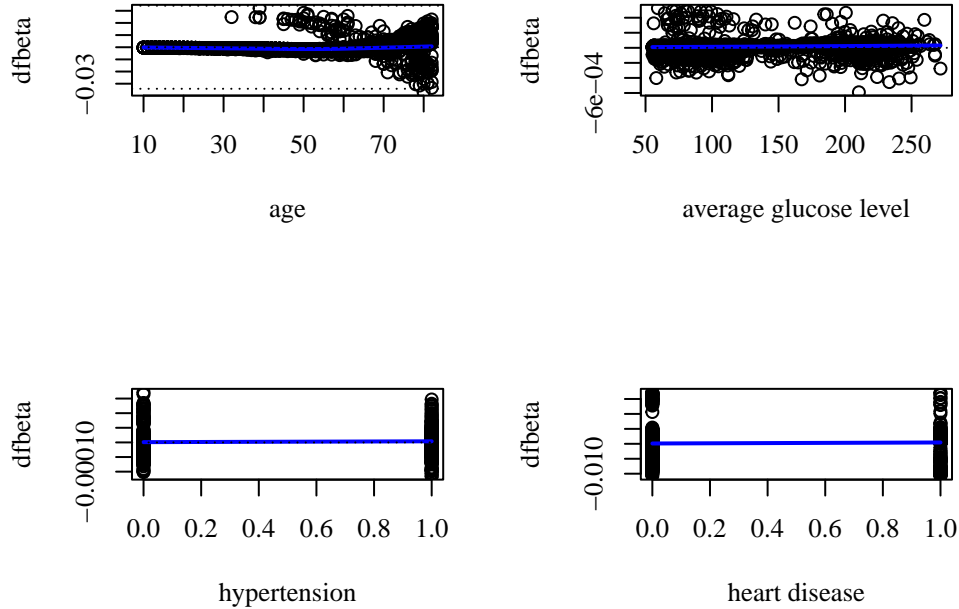 dfbeta
−0.03
10 30 50 70
age
dfbeta
−6e−04
50 100 150 200 250
average glucose level
dfbeta
−0.00010
0.0 0.2 0.4 0.6 0.8 1.0
hypertension
dfbeta
−0.010
0.0 0.2 0.4 0.6 0.8 1.0
heart disease